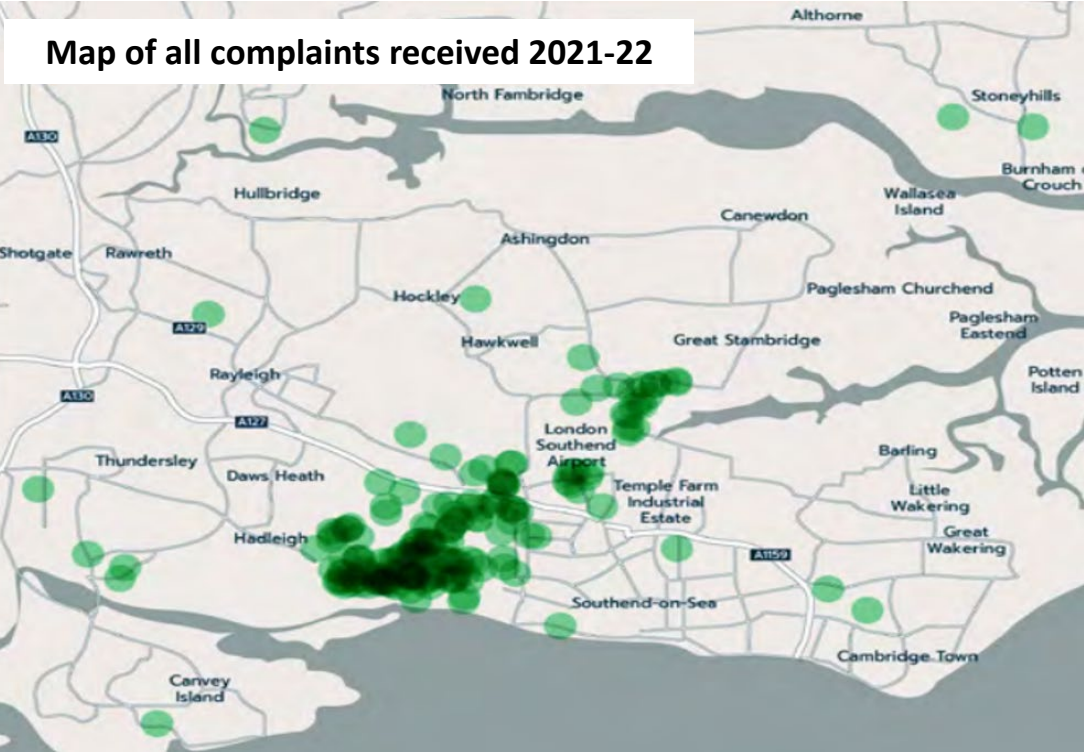 Map of all complaints received 2021-22
Althorne
North Fambridge
Stoneyhills
A130
Burnham
Crouch
Hullbridge
Wallasea
Island
Canewdon
Ashingdon
Shotgate
Rawreth
Hockley
Paglesham Churchend
Paglesham
Eastend
A129
Hawkwell
Great Stambridge
Rayleigh
Potten
Island
A130
A127
London
Southend
Airport
Barling
Thundersley
Daws Heath
Temple Farm
Industrial
Estate
Little
Wakering
Hadleigh
Great
Wakering
A1159
Southend-on-Sea
Cambridge Town
Canvey
Island